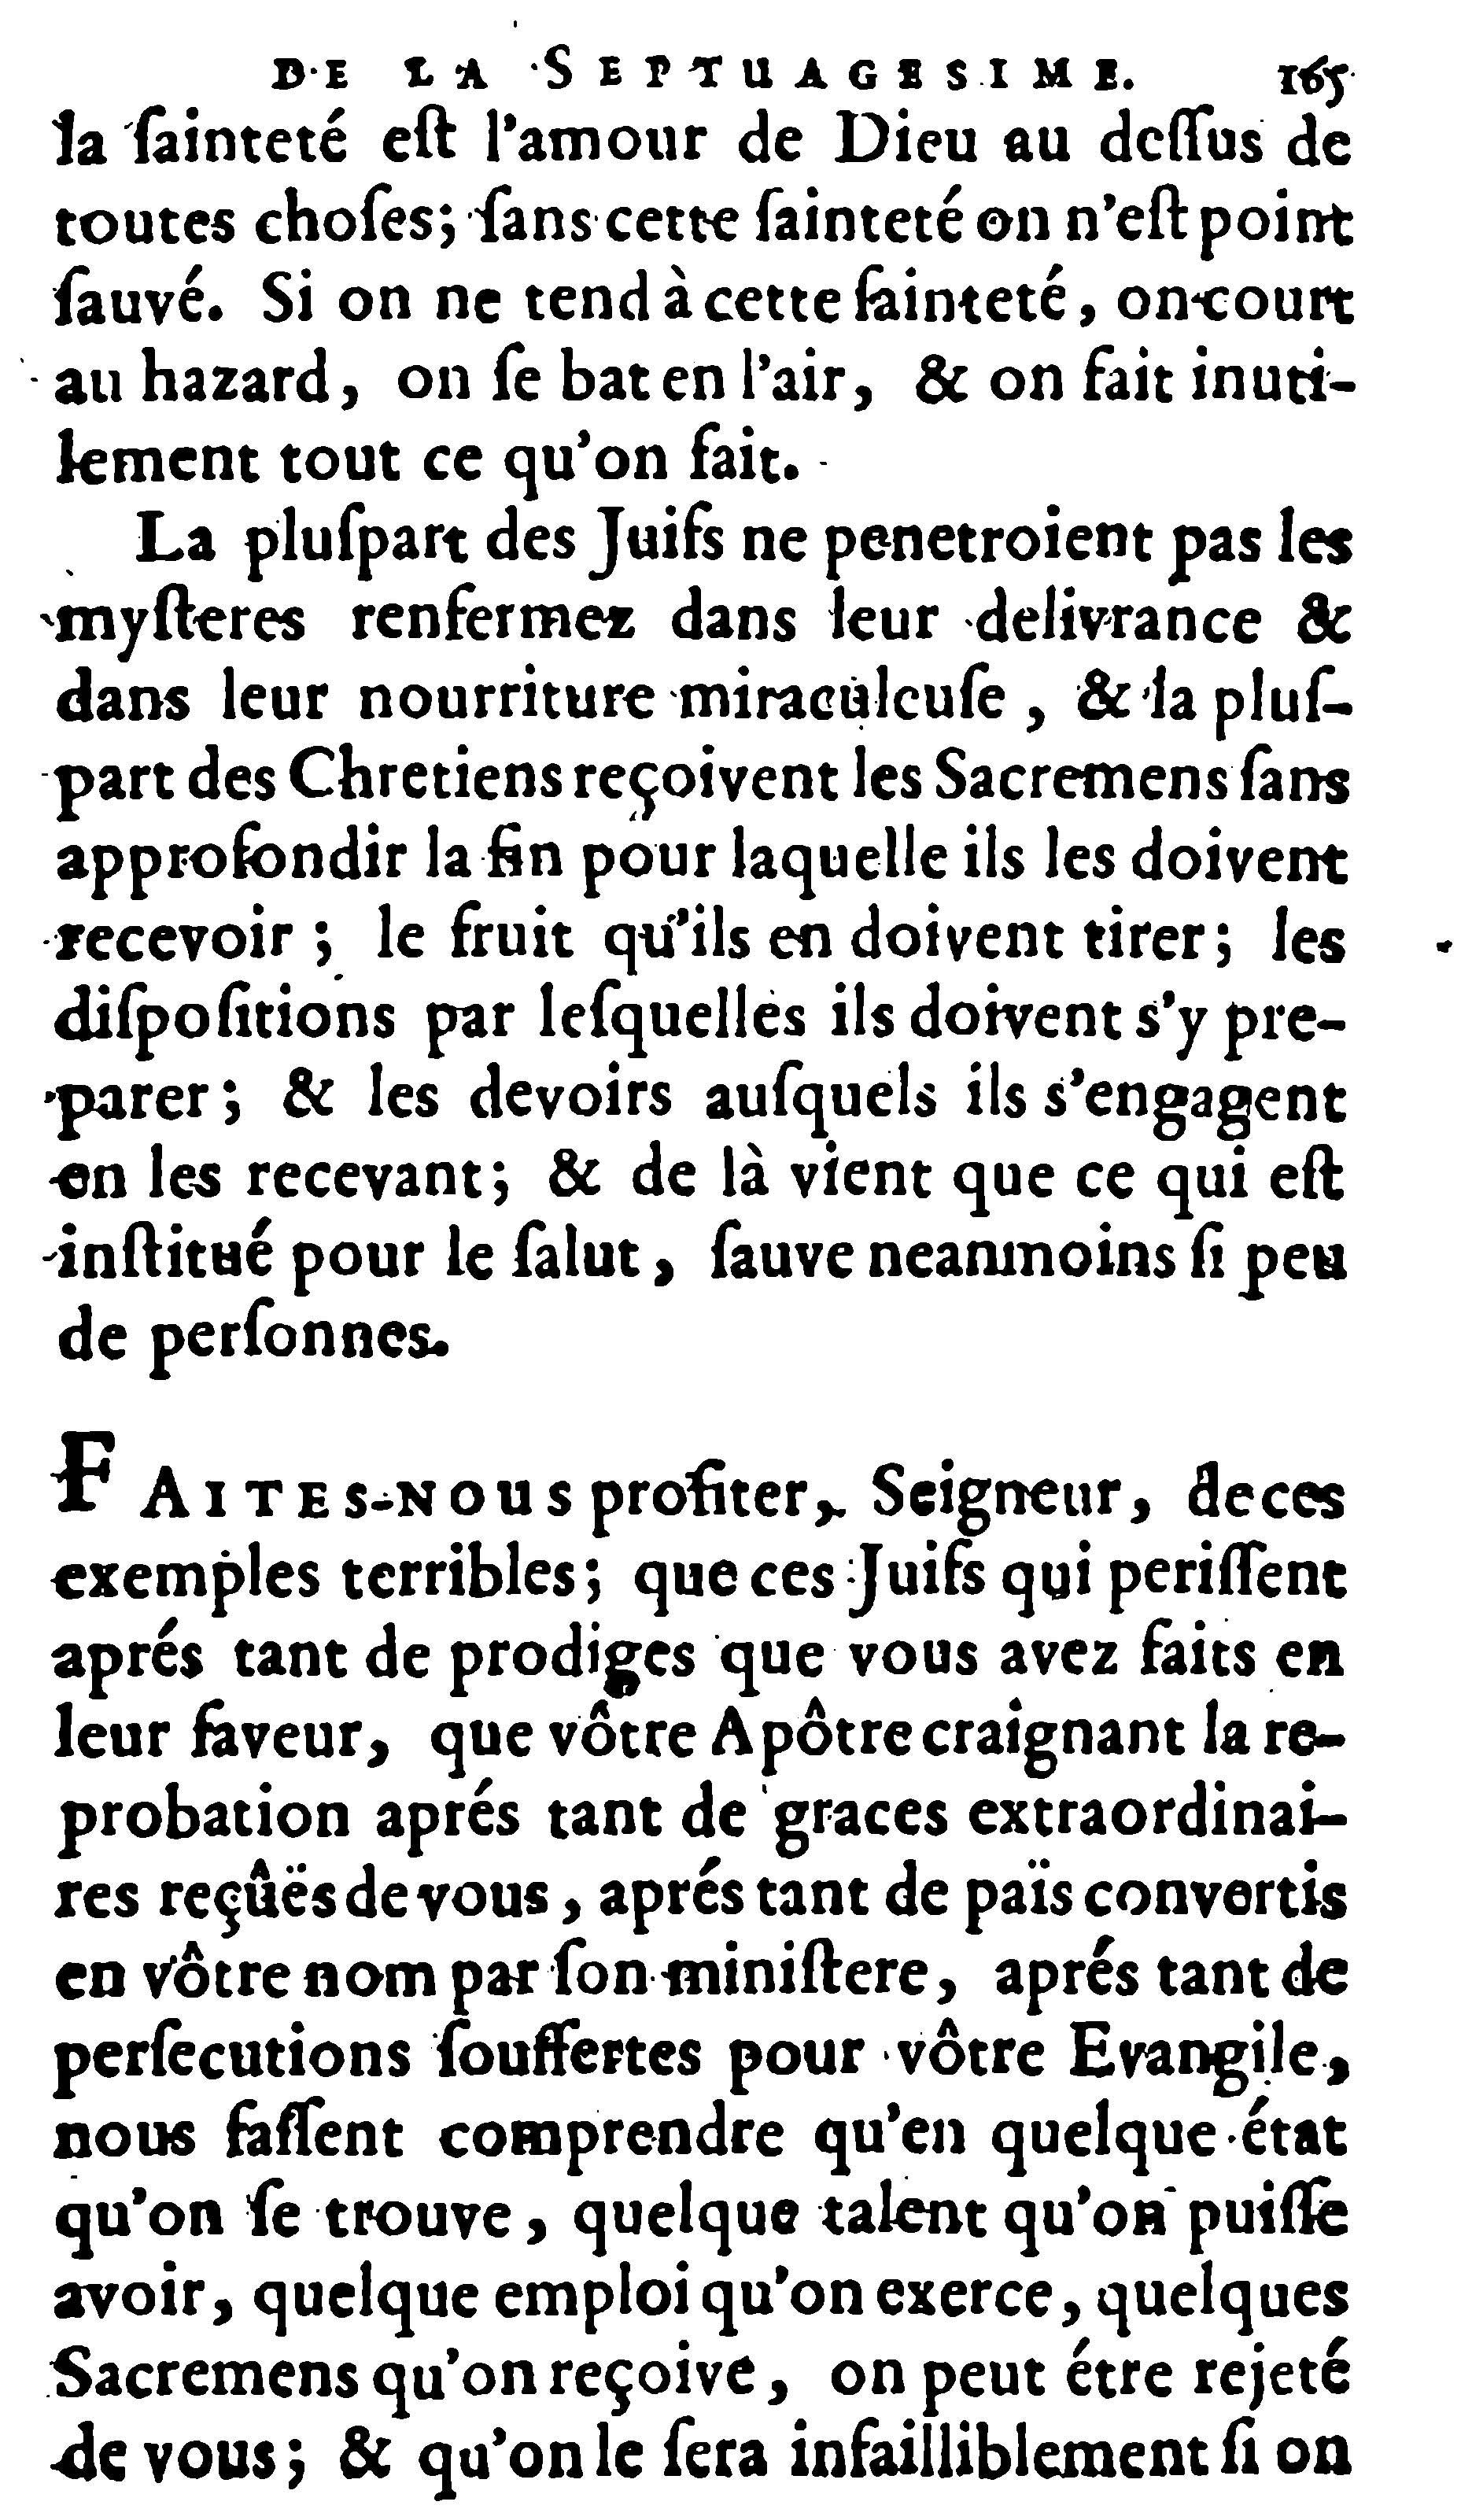 DE LA SEPTUAGESIME. 165
la ſainteté eſt l'amour de Dieu au deſſus de
toutes choſes; ſans cette ſainteté on n'eſt point
ſauvé. Si on ne tend à cette ſainteté, on court
au hazard, on ſe bat en l'air, & on fait inuti-
lement tout ce qu'on fait.
La pluſpart des Juifs ne penetroient pas les
myſteres renfermez dans leur delivrance &
dans leur nourriture miraculeuſe, & la pluſ-
part des Chretiens reçoivent les Sacremens ſans
approfondir la fin pour laquelle ils les doivent
recevoir; le fruit qu'ils en doivent tirer; les
diſpoſitions par leſquelles ils doivent s'y pre-
parer; & les devoirs auſquels ils s'engagent
en les recevant; & de là vient que ce qui eſt
inſtitué pour le ſalut, ſauve neanmoins ſi peu
de perſonnes.
FAITES-NOUS profiter, Seigneur, de ces
exemples terribles; que ces Juifs qui periſſent
aprés tant de prodiges que vous avez faits en
leur faveur, que vôtre Apôtre craignant la re-
probation aprés tant de graces extraordinai-
res reçûës de vous, aprés tant de païs convertis
en vôtre nom par ſon miniſtere, aprés tant de
perſecutions ſouffertes pour vôtre Evangile,
nous faſſent comprendre qu'en quelque état
qu'on ſe trouve, quelque talent qu'on puiſſe
avoir, quelque emploi qu'on exerce, quelques
Sacremens qu'on reçoive, on peut étre rejeté
de vous; & qu'on le ſera infailliblement ſi on